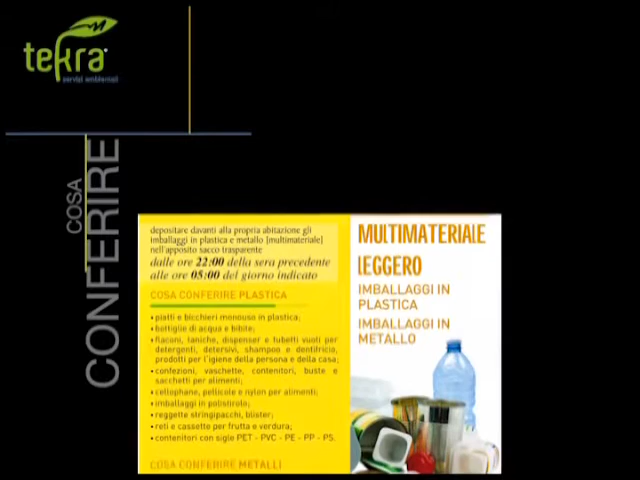 tekra
servizi ambientali
COSA
CONFERIRE
depositare davanti alla propria abitazione gli
imballaggi in plastica e metallo [multimateriale]
nell'apposito sacco trasparente
dalle ore 22:00 della sera precedente
alle ore 05:00 del giorno indicato
COSA CONFERIRE PLASTICA
• piatti e bicchieri monouso in plastica;
• bottiglie di acqua e bibite;
• flaconi, taniche, dispenser e tubetti vuoti per
detergenti, detersivi, shampoo e dentifricio,
prodotti per l'igiene della persona e della casa;
• confezioni, vaschette, contenitori, buste e
sacchetti per alimenti;
• cellophane, pellicole e nylon per alimenti;
• imballaggi in polistirolo;
• reggette stringipacchi, blister;
• reti e cassette per frutta e verdura;
• contenitori con sigle PET - PVC - PE - PP - PS.
COSA CONFERIRE METALLI
MULTIMATERIALE
LEGGERO
IMBALLAGGI IN
PLASTICA
IMBALLAGGI IN
METALLO